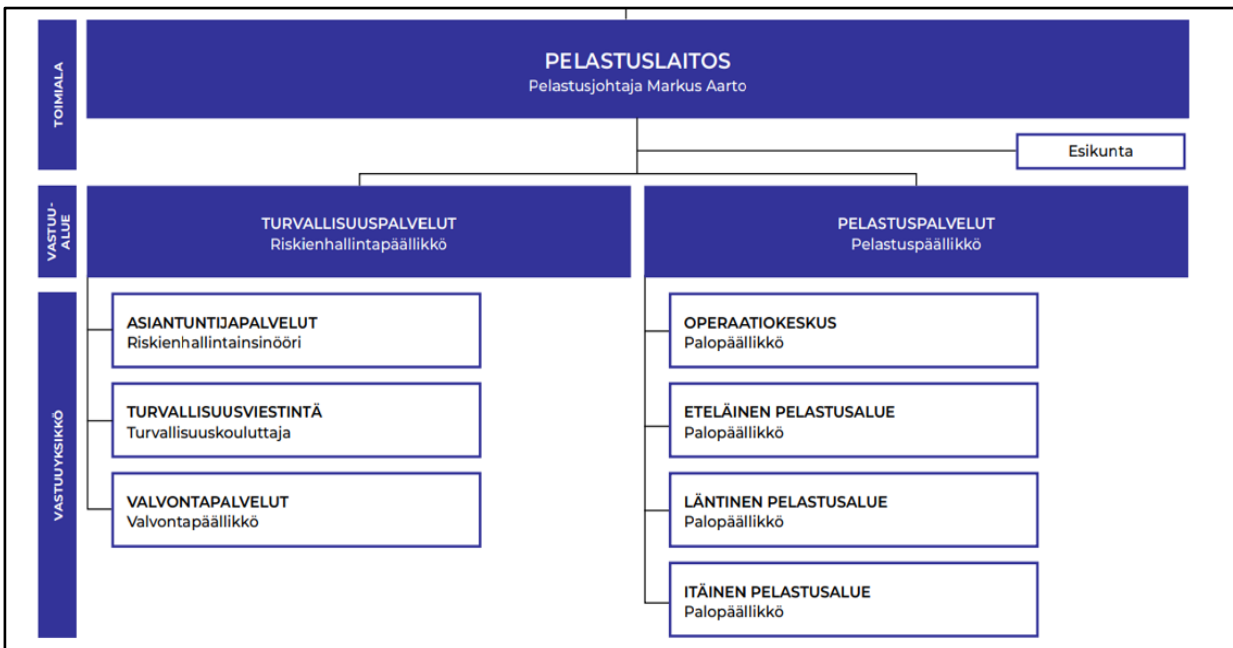 TOIMIALA
PELASTUSLAITOS
Pelastusjohtaja Markus Aarto
Esikunta
VASTUU-
ALUE
TURVALLISUUSPALVELUT
Riskienhallintapäällikkö
PELASTUSPALVELUT
Pelastuspäällikkö
VASTUUYKSIKKÖ
ASIANTUNTIJAPALVELUT
Riskienhallintainsinööri
TURVALLISUUSVIESTINTÄ
Turvallisuuskouluttaja
VALVONTAPALVELUT
Valvontapäällikkö
OPERAATIOKESKUS
Palopäällikkö
ETELÄINEN PELASTUSALUE
Palopäällikkö
LÄNTINEN PELASTUSALUE
Palopäällikkö
ITÄINEN PELASTUSALUE
Palopäällikkö